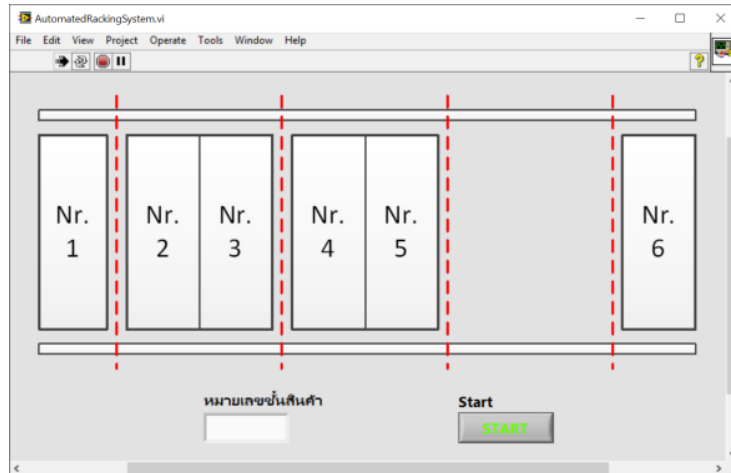 AutomatedRackingSystem.vi
File Edit View Project Operate Tools Window Help
Nr. 1
Nr. 2
Nr. 3
Nr. 4
Nr. 5
Nr. 6
หมายเลขชั้นสินค้า
Start
START